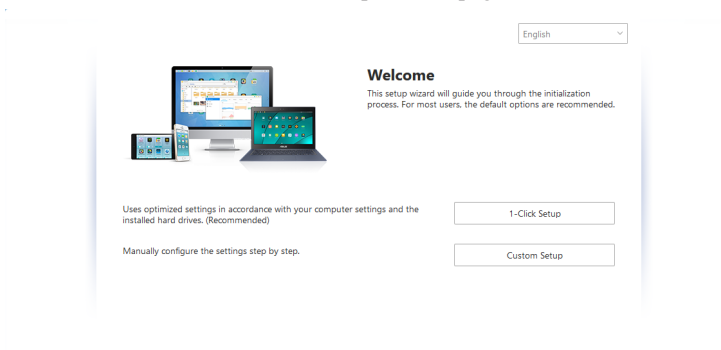 English
Welcome
This setup wizard will guide you through the initialization
process. For most users, the default options are recommended.
Uses optimized settings in accordance with your computer settings and the
installed hard drives. (Recommended)
1-Click Setup
Manually configure the settings step by step.
Custom Setup